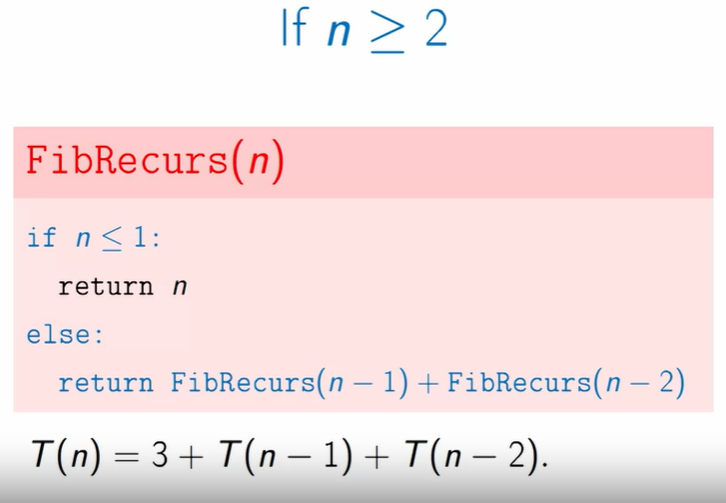 If n ≥ 2
FibRecurs(n)
if n ≤ 1:
return n
else:
return FibRecurs(n − 1) + FibRecurs(n − 2)
T(n) = 3 + T(n − 1) + T(n − 2).